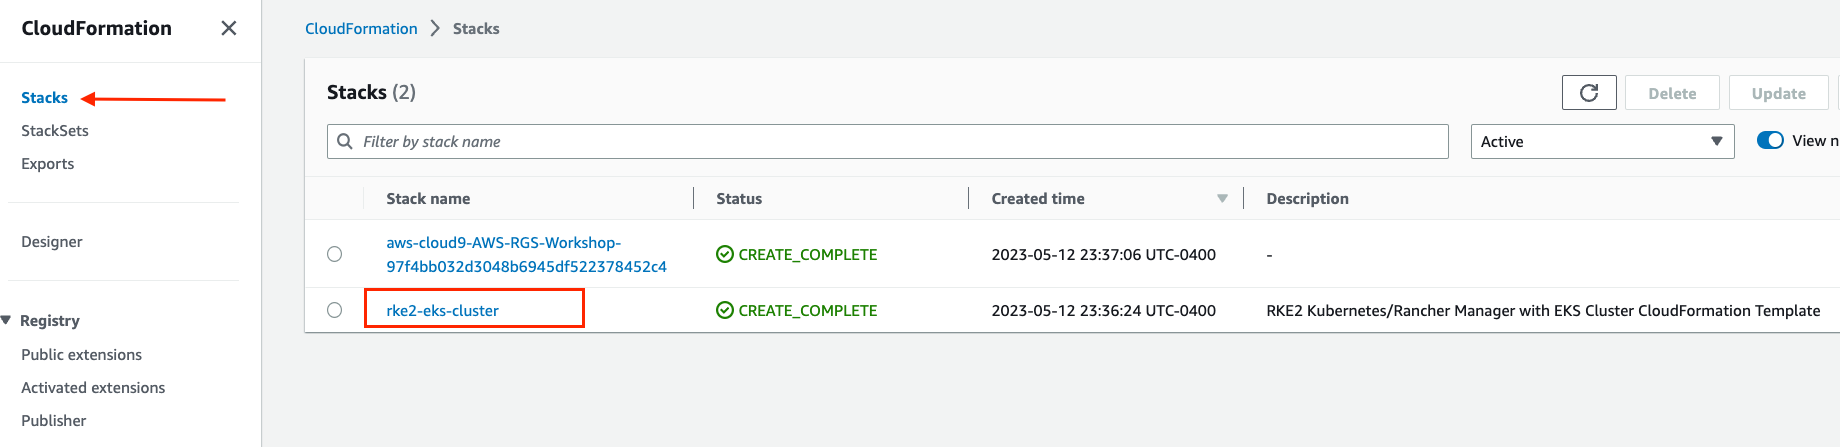 CloudFormation
Stacks
StackSets
Exports
Designer
Registry
Public extensions
Activated extensions
Publisher
CloudFormation > Stacks
Stacks (2)
Delete
Update
Filter by stack name
Active
View n
Stack name
Status
Created time
Description
aws-cloud9-AWS-RGS-Workshop-
97f4bb032d3048b6945df522378452c4
CREATE_COMPLETE
2023-05-12 23:37:06 UTC-0400
-
rke2-eks-cluster
CREATE_COMPLETE
2023-05-12 23:36:24 UTC-0400
RKE2 Kubernetes/Rancher Manager with EKS Cluster CloudFormation Template